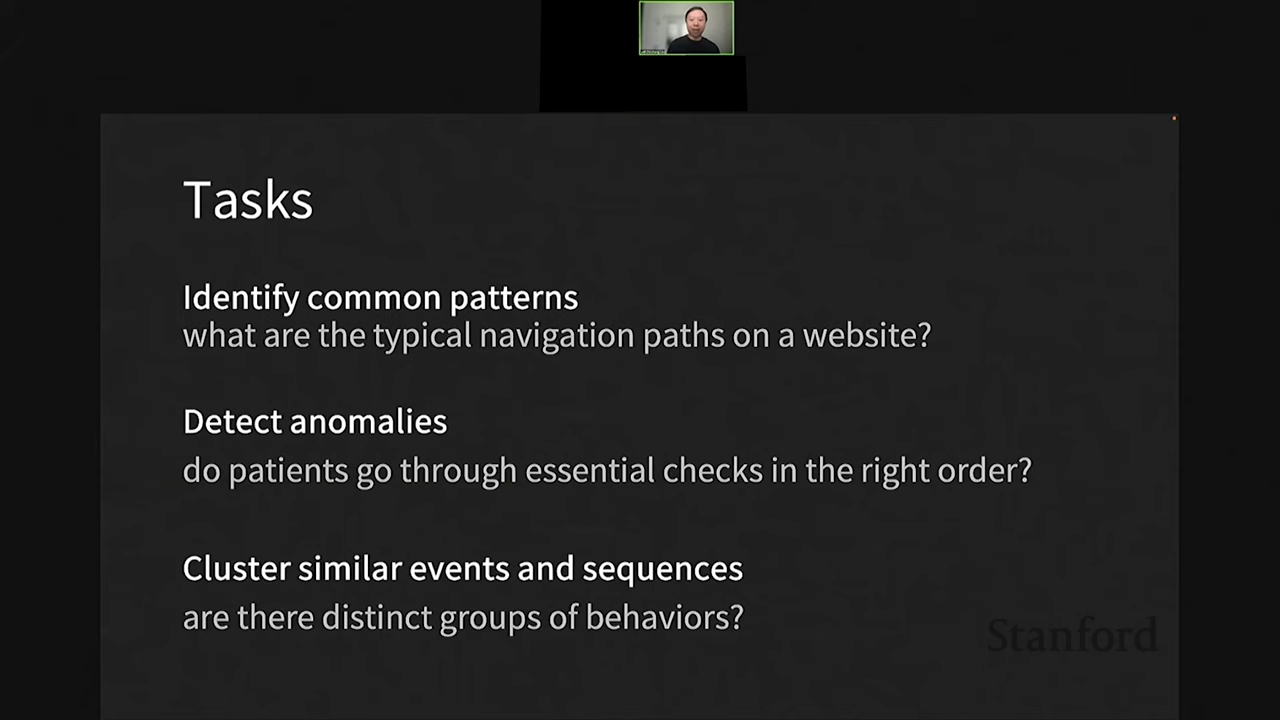 Tasks
Identify common patterns
what are the typical navigation paths on a website?
Detect anomalies
do patients go through essential checks in the right order?
Cluster similar events and sequences
are there distinct groups of behaviors?
Stanford